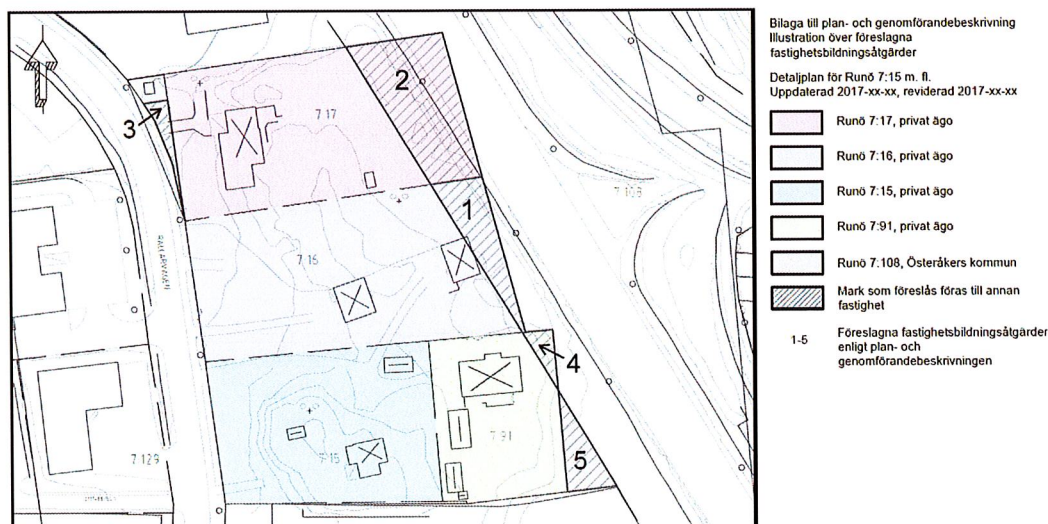 Bilaga till plan- och genomförandebeskrivning
Illustration över föreslagna
fastighetsbildningsåtgärder
Detaljplan för Runö 7:15 m. fl.
Uppdaterad 2017-xx-xx, reviderad 2017-xx-xx
Runö 7:17, privat ägo
Runö 7:16, privat ägo
Runö 7:15, privat ägo
Runö 7:91, privat ägo
Runö 7:108, Österåkers kommun
Mark som föreslås föras till annan
fastighet
1-5
Föreslagna fastighetsbildningsåtgärder
enligt plan- och
genomförandebeskrivningen
2
3
7:17
7:108
1
7:16
4
7:91
7:15
7:129
5